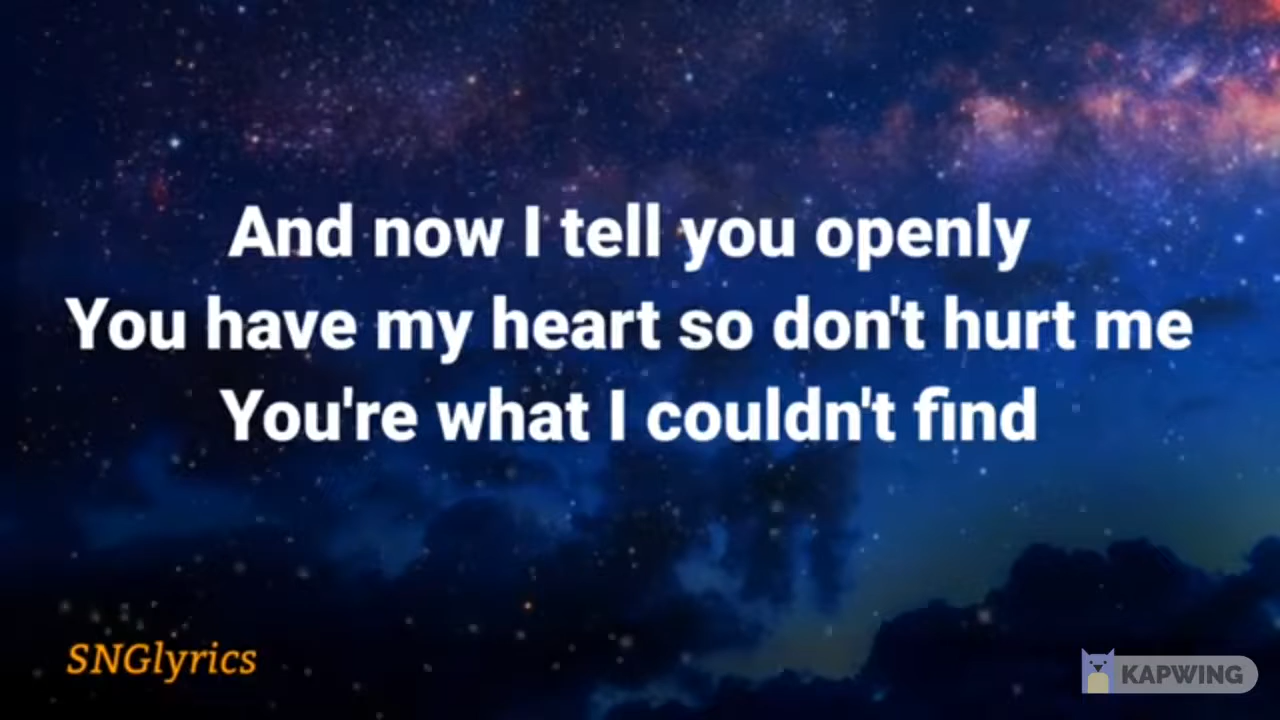 And now I tell you openly
You have my heart so don't hurt me
You're what I couldn't find
SNGlyrics
KAPWING